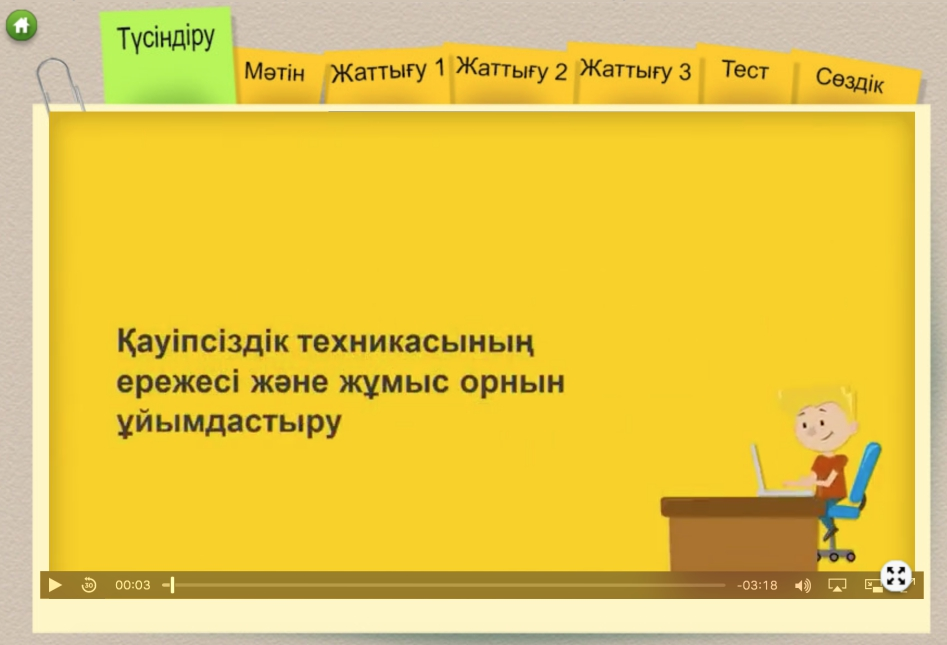 Түсіндіру
Мәтін
Жаттығу 1
Жаттығу 2
Жаттығу 3
Тест
Сөздік
Қауіпсіздік техникасының
ережесі және жұмыс орнын
ұйымдастыру
30
00:03
-03:18